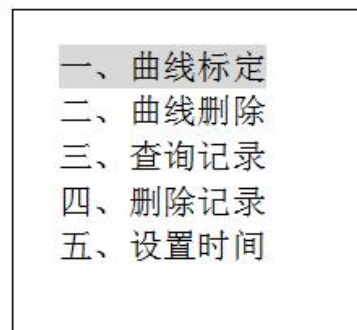 一、曲线标定
二、曲线删除
三、查询记录
四、删除记录
五、设置时间